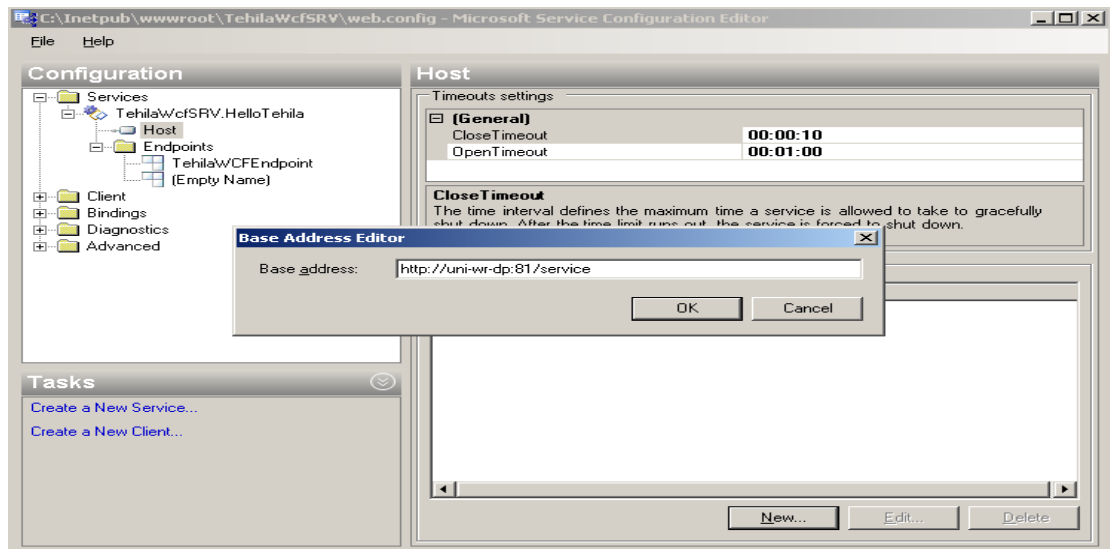 C:\Inetpub\wwwroot\TehilaWcfSRV\web.config - Microsoft Service Configuration Editor
File Help
Configuration
Services
TehilaWcfSRV.HelloTehila
Host
Endpoints
TehilaWCFEndpoint
(Empty Name)
Client
Bindings
Diagnostics
Advanced
Host
Timeouts settings
(General)
CloseTimeout 00:00:10
OpenTimeout 00:01:00
CloseTimeout
The time interval defines the maximum time a service is allowed to take to gracefully
shut down. After the time limit runs out, the service is forced to shut down.
Base Address Editor
Base address: http://uni-wr-dp:81/service
OK Cancel
Tasks
Create a New Service...
Create a New Client...
New... Edit... Delete